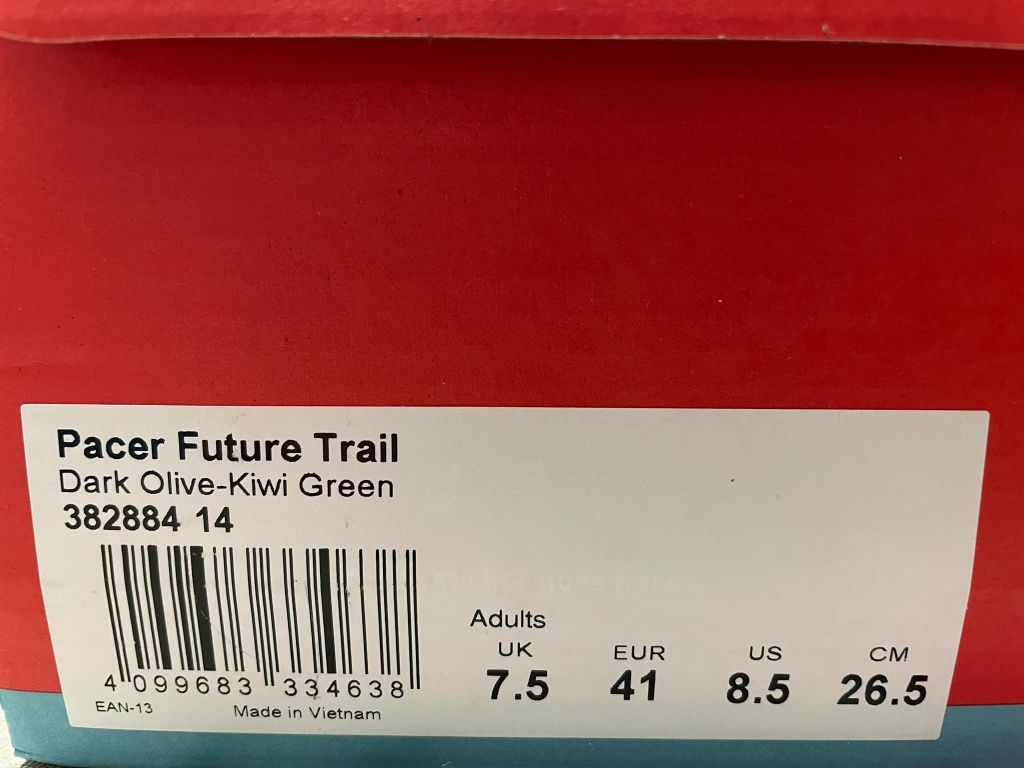 Pacer Future Trail
Dark Olive-Kiwi Green
382884 14
4 099683 334638
EAN-13
Made in Vietnam
Adults
UK EUR US CM
7.5 41 8.5 26.5